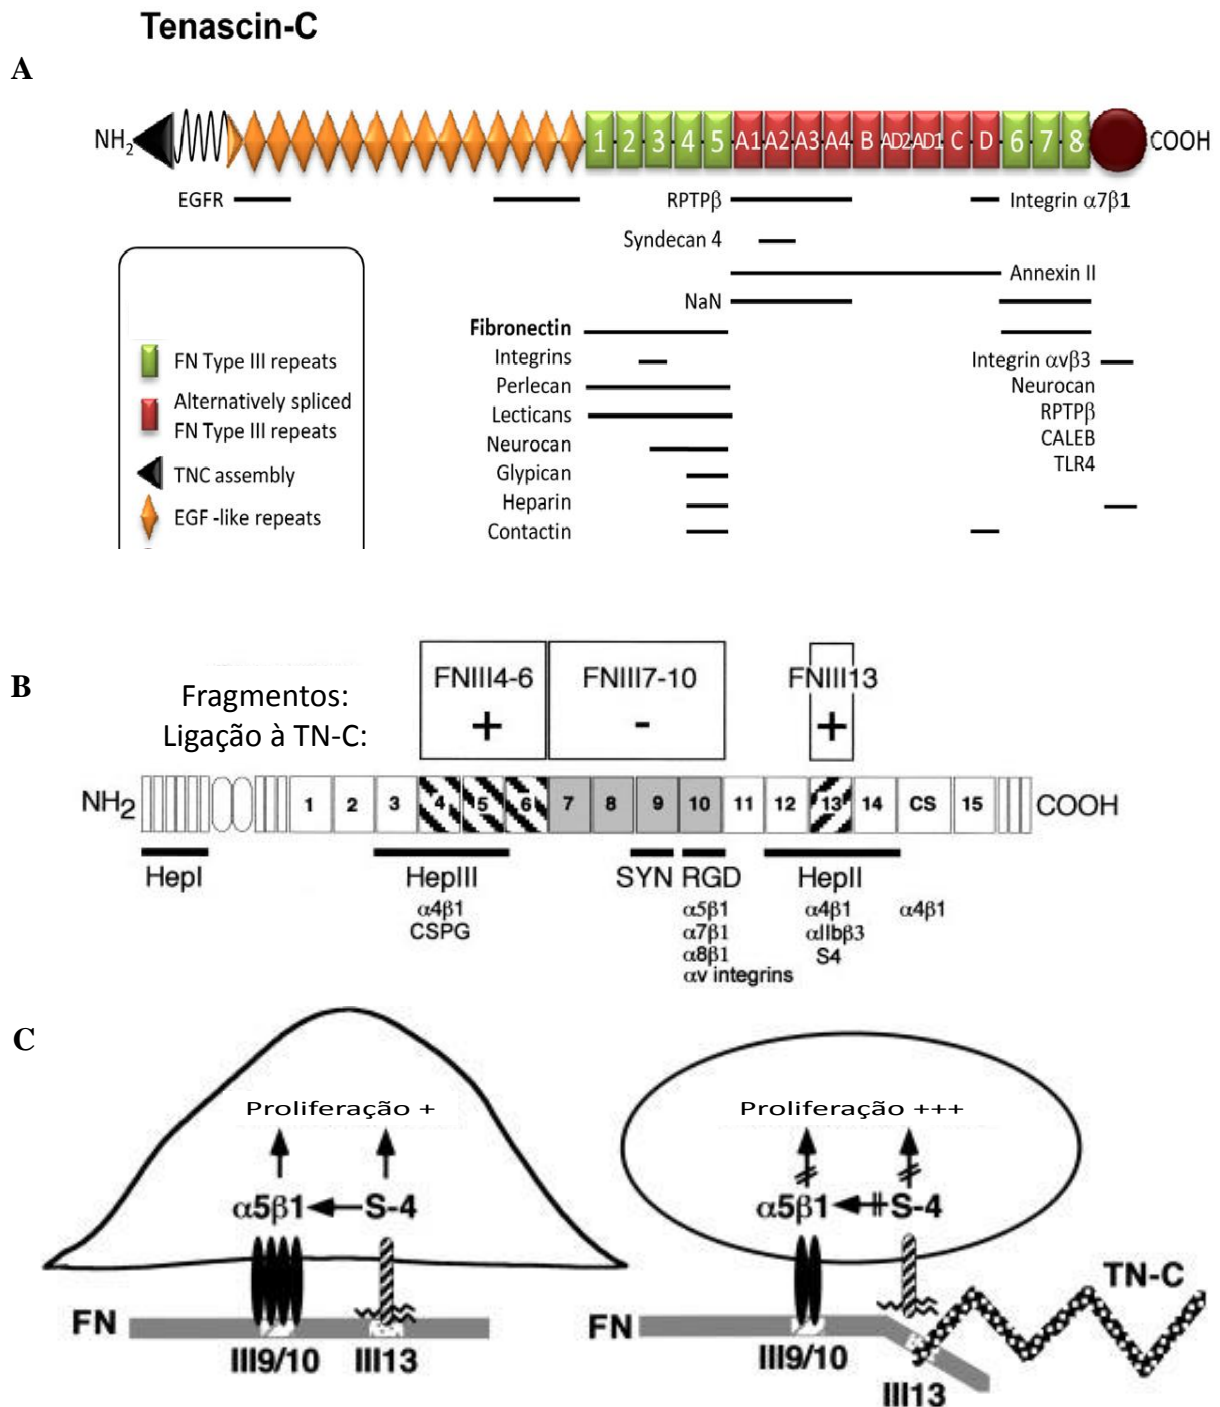 Tenascin-C
A
NH2
1 2 3 4 5 A1 A2 A3 A4 B AD2 AD1 C D 6 7 8
COOH
EGFR
RPTPβ
Integrin α7β1
Syndecan 4
Annexin II
NaN
Fibronectin
Integrins
Integrin αvβ3
Perlecan
Neurocan
Lecticans
RPTPβ
Neurocan
CALEB
Glypican
TLR4
Heparin
Contactin
FN Type III repeats
Alternatively spliced
FN Type III repeats
TNC assembly
EGF -like repeats
B
Fragmentos:
Ligação à TN-C:
FNIII4-6
+
FNIII7-10
-
FNIII13
+
NH2
1 2 3 4 5 6 7 8 9 10 11 12 13 14 CS 15
COOH
HepI
HepIII
SYN
RGD
HepII
α4β1
CSPG
α5β1
α7β1
α8β1
αv integrins
α4β1
αIIbβ3
S4
α4β1
C
Proliferação +
α5β1
S-4
FN
III9/10
III13
Proliferação +++
α5β1
S-4
TN-C
FN
III9/10
III13